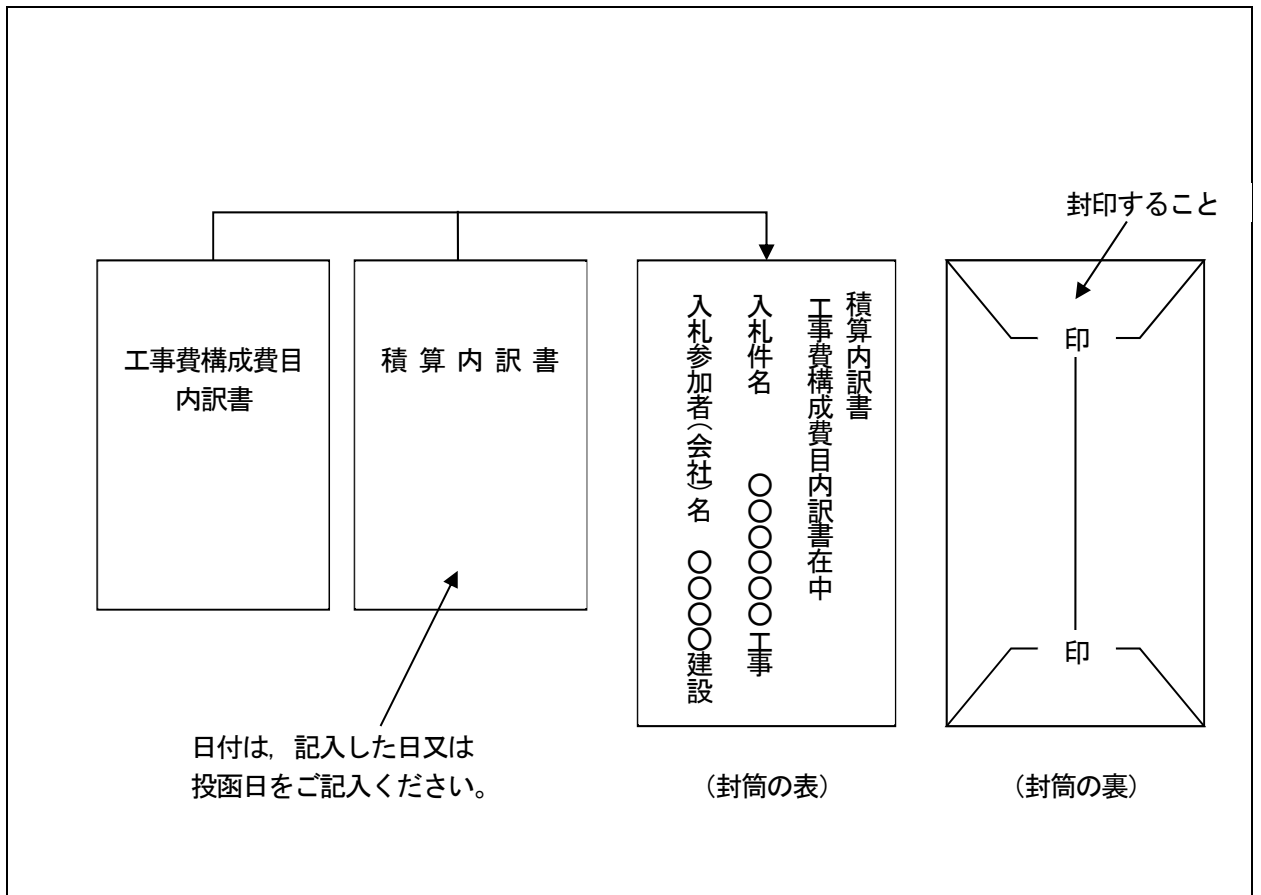 封印すること
工事費構成費目
内訳書
積算内訳書
積算内訳書
工事費構成費目内訳書在中
入札件名　〇〇〇〇〇〇工事
入札参加者(会社)名　〇〇〇〇建設
印
印
日付は，記入した日又は
投函日をご記入ください。
（封筒の表）
（封筒の裏）